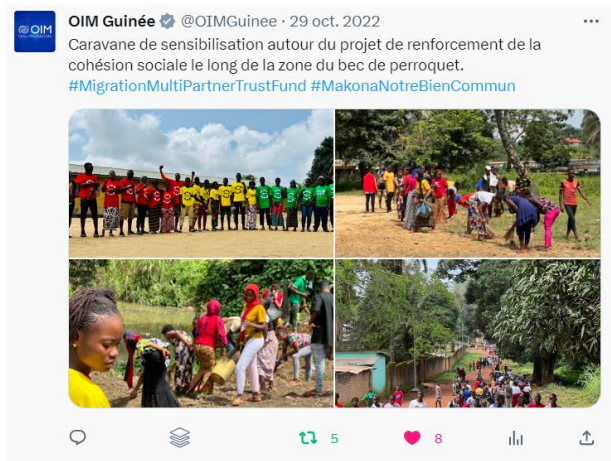 OIM Guinée @OIMGuinee · 29 oct. 2022
OIM
Caravane de sensibilisation autour du projet de renforcement de la
cohésion sociale le long de la zone du bec de perroquet.
#MigrationMultiPartnerTrustFund #MakonaNotreBienCommun
5
8